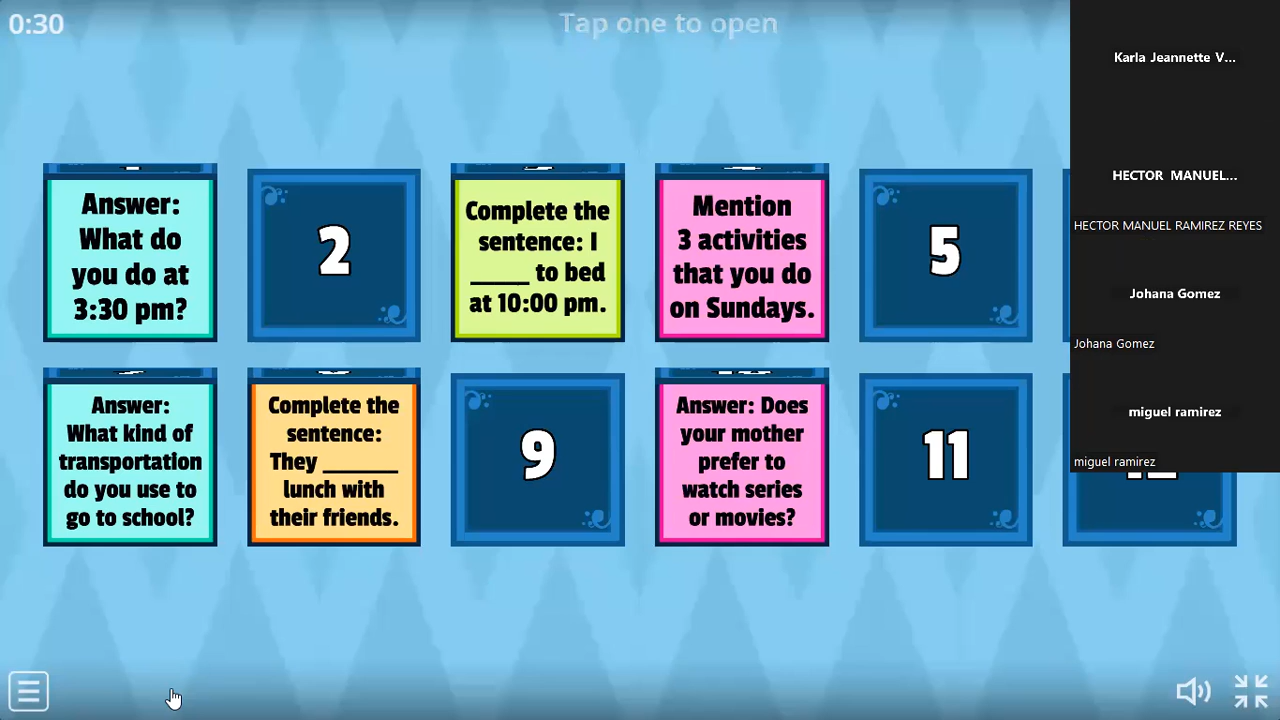 0:30
Tap one to open
Answer:
What do
you do at
3:30 pm?
2
Complete the
sentence: I
_____ to bed
at 10:00 pm.
Mention
3 activities
that you do
on Sundays.
5
Answer:
What kind of
transportation
do you use to
go to school?
Complete the
sentence:
They _______
lunch with
their friends.
9
Answer: Does
your mother
prefer to
watch series
or movies?
11
Karla Jeannette V...
HECTOR MANUEL...
HECTOR MANUEL RAMIREZ REYES
Johana Gomez
Johana Gomez
miguel ramirez
miguel ramirez